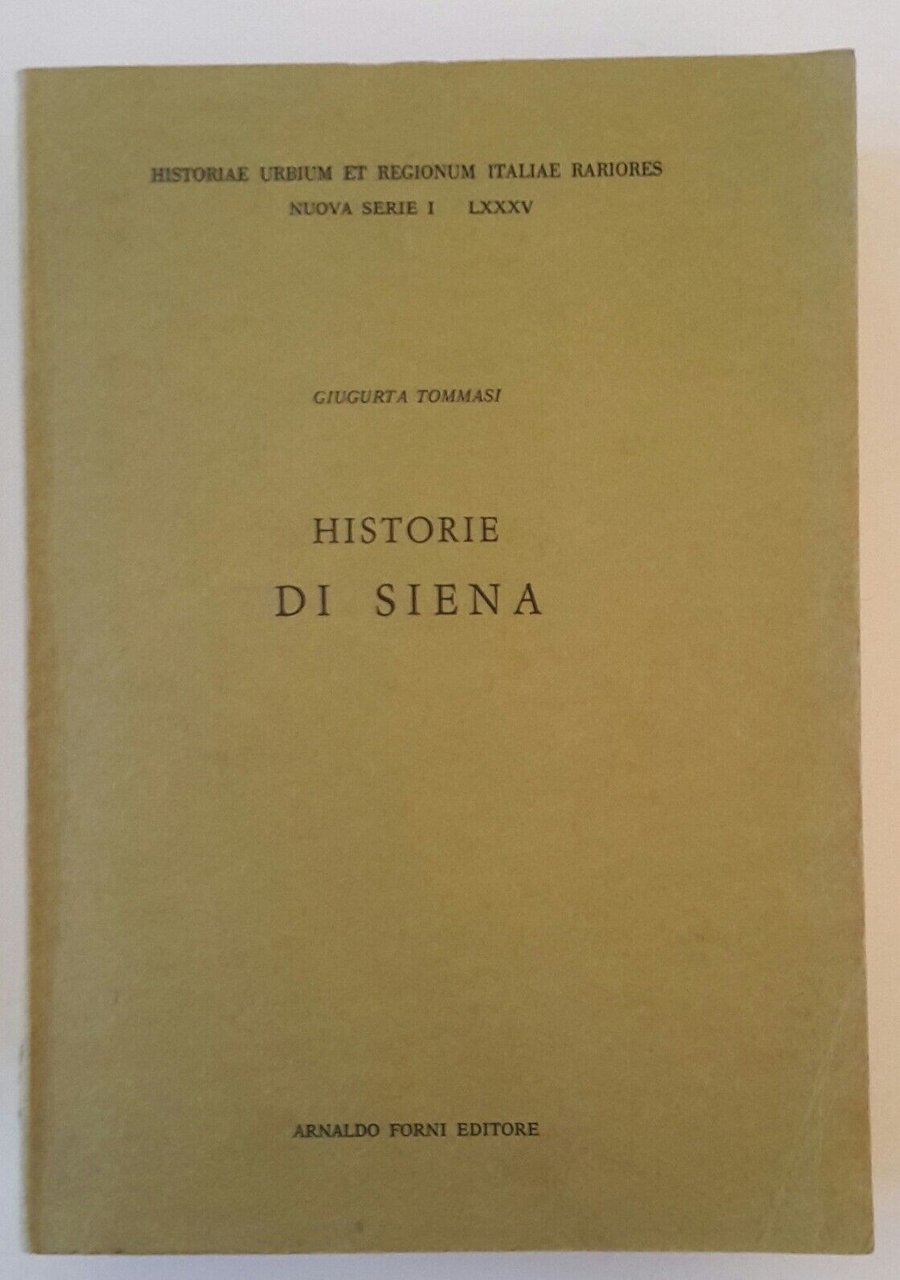 HISTORIAE URBIUM ET REGIONUM ITALIAE RARIORES
NUOVA SERIE I LXXXV
GIUGURTA TOMMASI
HISTORIE
DI SIENA
ARNALDO FORNI EDITORE